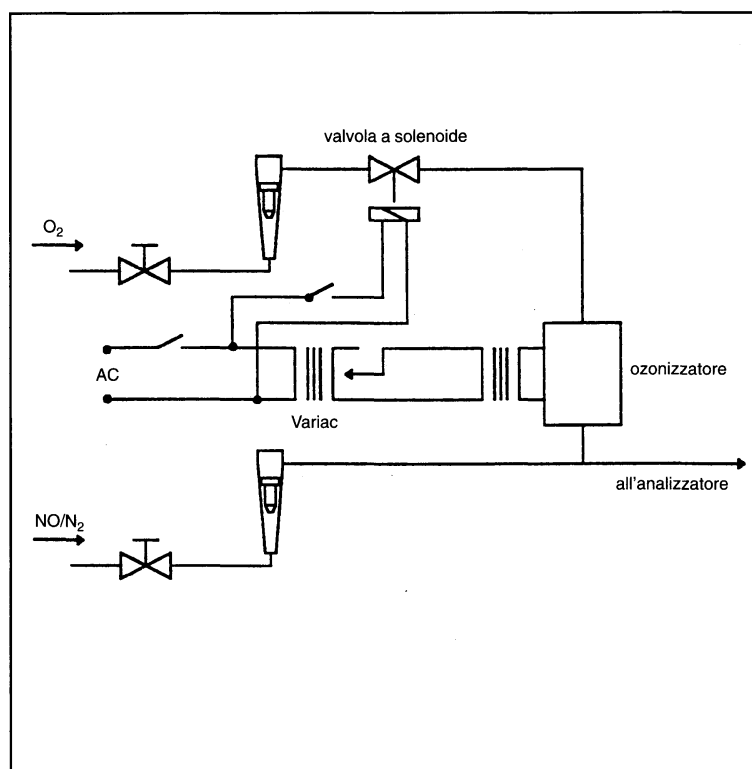 valvola a solenoide
O₂
AC
ozonizzatore
Variac
all'analizzatore
NO/N₂